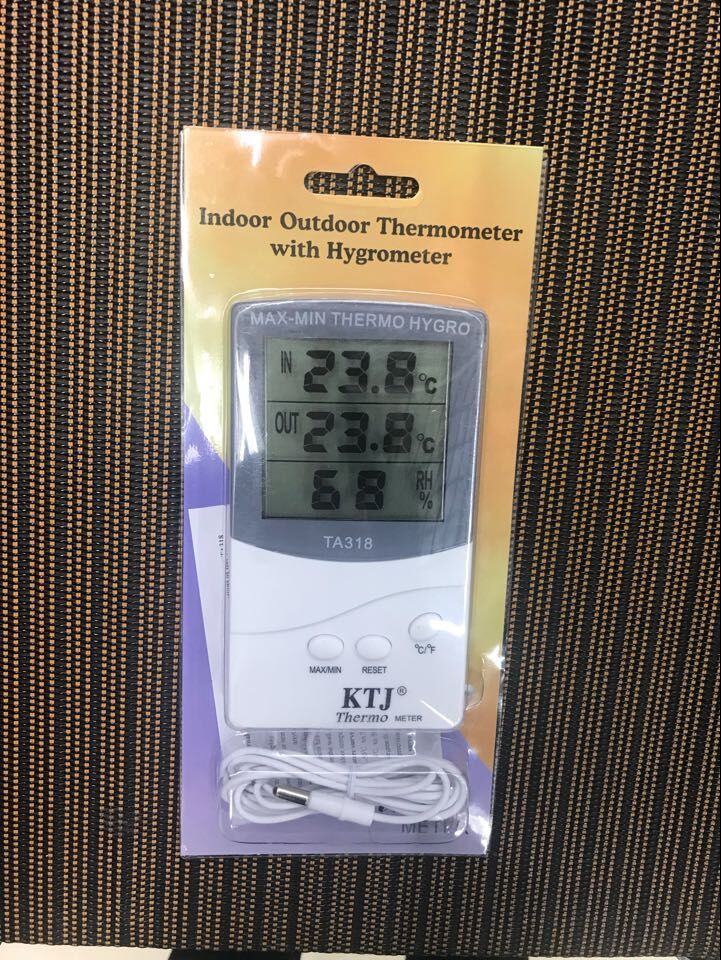 Indoor Outdoor Thermometer
with Hygrometer
MAX-MIN THERMO HYGRO
IN 23.8 °C
OUT 23.8 °C
68 RH
%
TA318
°C/°F
MAX/MIN RESET
KTJ®
Thermo METER